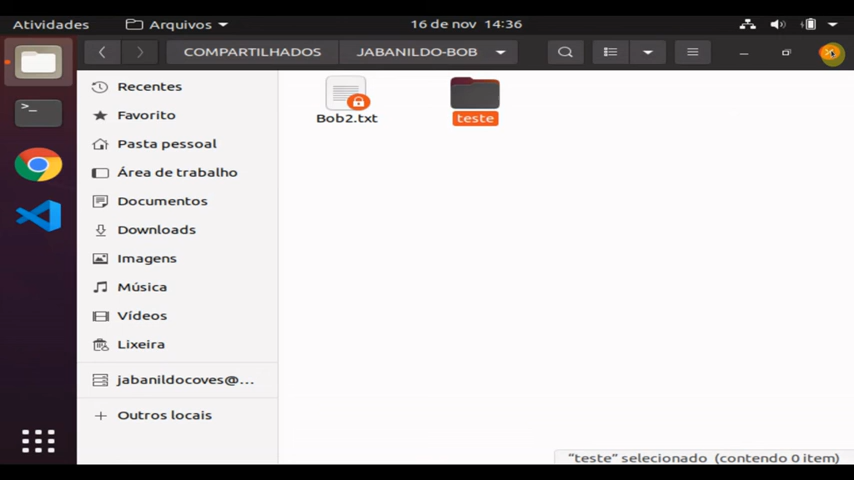 Atividades Arquivos 16 de nov 14:36
COMPARTILHADOS JABANILDO-BOB
Recentes
Favorito
Pasta pessoal
Área de trabalho
Documentos
Downloads
Imagens
Música
Vídeos
Lixeira
jabanildocoves@...
Outros locais
Bob2.txt teste
>_
"teste" selecionado (contendo 0 item)